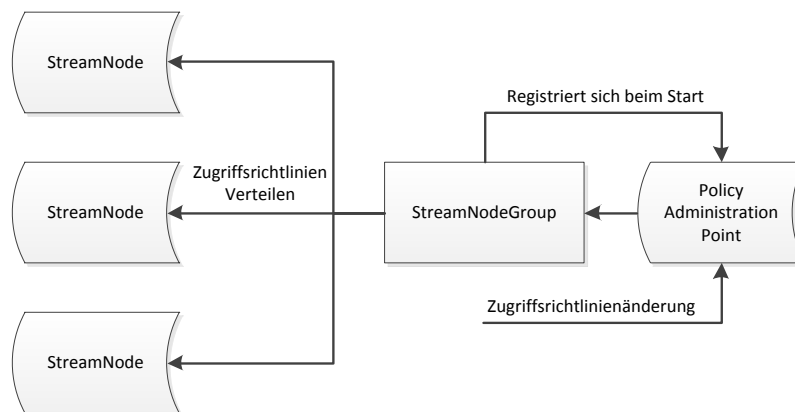 StreamNode
Registriert sich beim Start
Zugriffsrichtlinien
Verteilen
StreamNode
StreamNodeGroup
Policy
Administration
Point
Zugriffsrichtlinienänderung
StreamNode